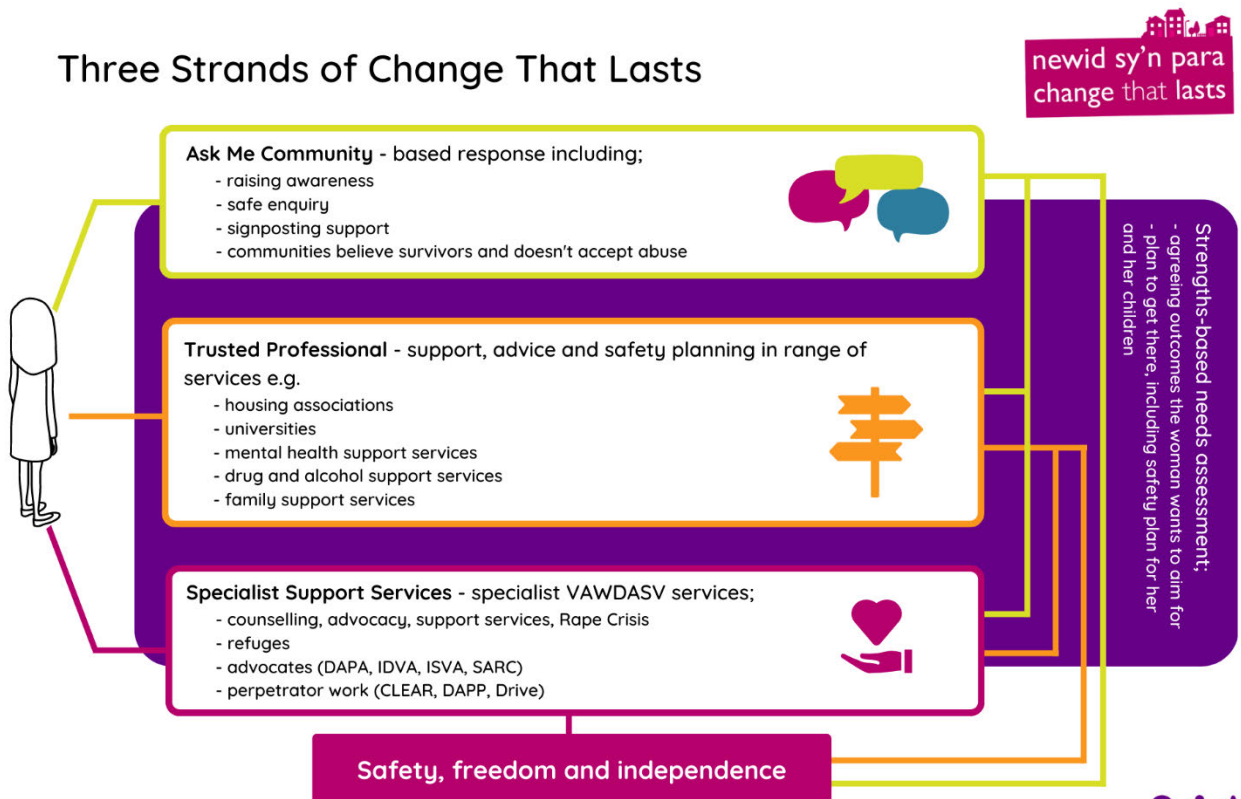 Three Strands of Change That Lasts
newid sy'n para
change that lasts
Ask Me Community - based response including;
- raising awareness
- safe enquiry
- signposting support
- communities believe survivors and doesn't accept abuse
Trusted Professional - support, advice and safety planning in range of
services e.g.
- housing associations
- universities
- mental health support services
- drug and alcohol support services
- family support services
Specialist Support Services - specialist VAWDASV services;
- counselling, advocacy, support services, Rape Crisis
- refuges
- advocates (DAPA, IDVA, ISVA, SARC)
- perpetrator work (CLEAR, DAPP, Drive)
Strengths-based needs assessment;
- agreeing outcomes the woman wants to aim for
- plan to get there, including safety plan for her
and her children
Safety, freedom and independence